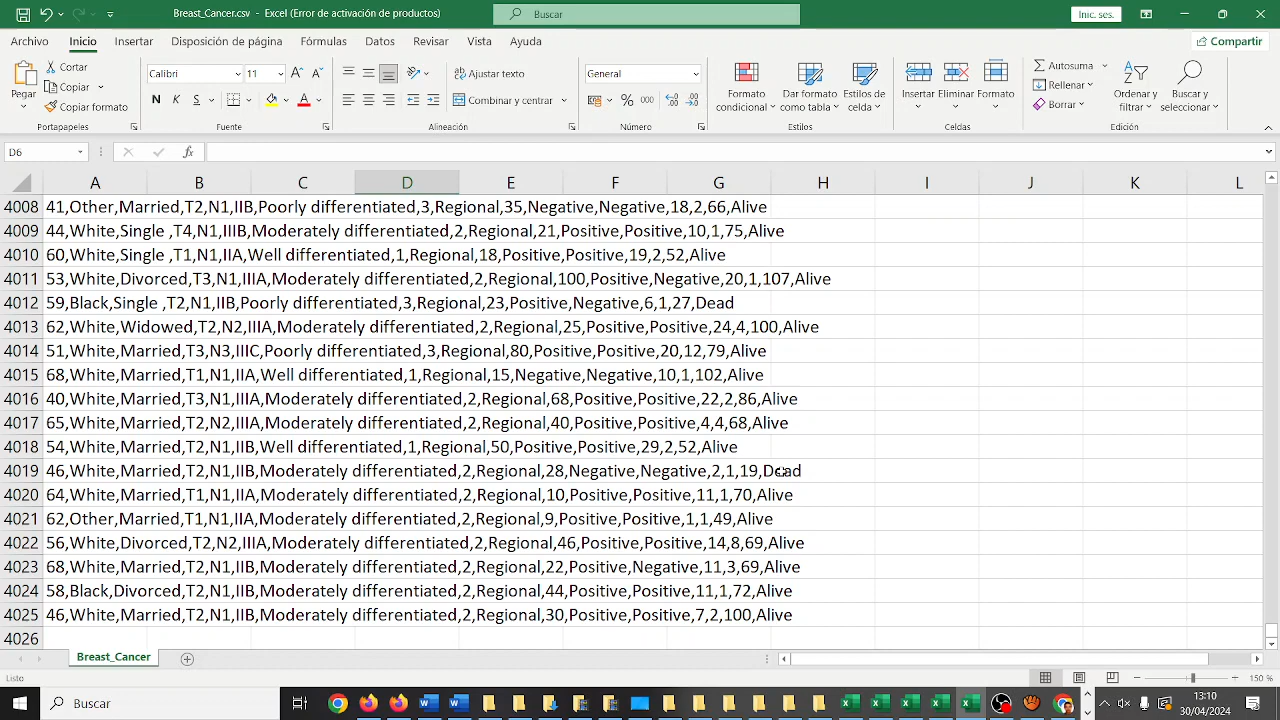 Breast_Cancer.csv - Excel (Error de activación de productos)
Buscar
Inic. ses.
Archivo Inicio Insertar Disposición de página Fórmulas Datos Revisar Vista Ayuda
Compartir
Pegar
Cortar
Copiar
Copiar formato
Portapapeles
Calibri 11
N K S
Fuente
Ajustar texto
Combinar y centrar
Alineación
General
% 000
Número
Formato condicional
Dar formato como tabla
Estilos de celda
Estilos
Insertar Eliminar Formato
Celdas
Autosuma
Rellenar
Borrar
Ordenar y filtrar
Buscar y seleccionar
Edición
D6
fx
A B C D E F G H I J K L
4008 41,Other,Married,T2,N1,IIB,Poorly differentiated,3,Regional,35,Negative,Negative,18,2,66,Alive
4009 44,White,Single ,T4,N1,IIIB,Moderately differentiated,2,Regional,21,Positive,Positive,10,1,75,Alive
4010 60,White,Single ,T1,N1,IIA,Well differentiated,1,Regional,18,Positive,Positive,19,2,52,Alive
4011 53,White,Divorced,T3,N1,IIIA,Moderately differentiated,2,Regional,100,Positive,Negative,20,1,107,Alive
4012 59,Black,Single ,T2,N1,IIB,Poorly differentiated,3,Regional,23,Positive,Negative,6,1,27,Dead
4013 62,White,Widowed,T2,N2,IIIA,Moderately differentiated,2,Regional,25,Positive,Positive,24,4,100,Alive
4014 51,White,Married,T3,N3,IIIC,Poorly differentiated,3,Regional,80,Positive,Positive,20,12,79,Alive
4015 68,White,Married,T1,N1,IIA,Well differentiated,1,Regional,15,Negative,Negative,10,1,102,Alive
4016 40,White,Married,T3,N1,IIIA,Moderately differentiated,2,Regional,68,Positive,Positive,22,2,86,Alive
4017 65,White,Married,T2,N2,IIIA,Moderately differentiated,2,Regional,40,Positive,Positive,4,4,68,Alive
4018 54,White,Married,T2,N1,IIB,Well differentiated,1,Regional,50,Positive,Positive,29,2,52,Alive
4019 46,White,Married,T2,N1,IIB,Moderately differentiated,2,Regional,28,Negative,Negative,2,1,19,Dead
4020 64,White,Married,T1,N1,IIA,Moderately differentiated,2,Regional,10,Positive,Positive,11,1,70,Alive
4021 62,Other,Married,T1,N1,IIA,Moderately differentiated,2,Regional,9,Positive,Positive,1,1,49,Alive
4022 56,White,Divorced,T2,N2,IIIA,Moderately differentiated,2,Regional,46,Positive,Positive,14,8,69,Alive
4023 68,White,Married,T2,N1,IIB,Moderately differentiated,2,Regional,22,Positive,Negative,11,3,69,Alive
4024 58,Black,Divorced,T2,N1,IIB,Moderately differentiated,2,Regional,44,Positive,Positive,11,1,72,Alive
4025 46,White,Married,T2,N1,IIB,Moderately differentiated,2,Regional,30,Positive,Positive,7,2,100,Alive
4026
Breast_Cancer
Listo
150 %
Buscar
13:10
30/04/2024